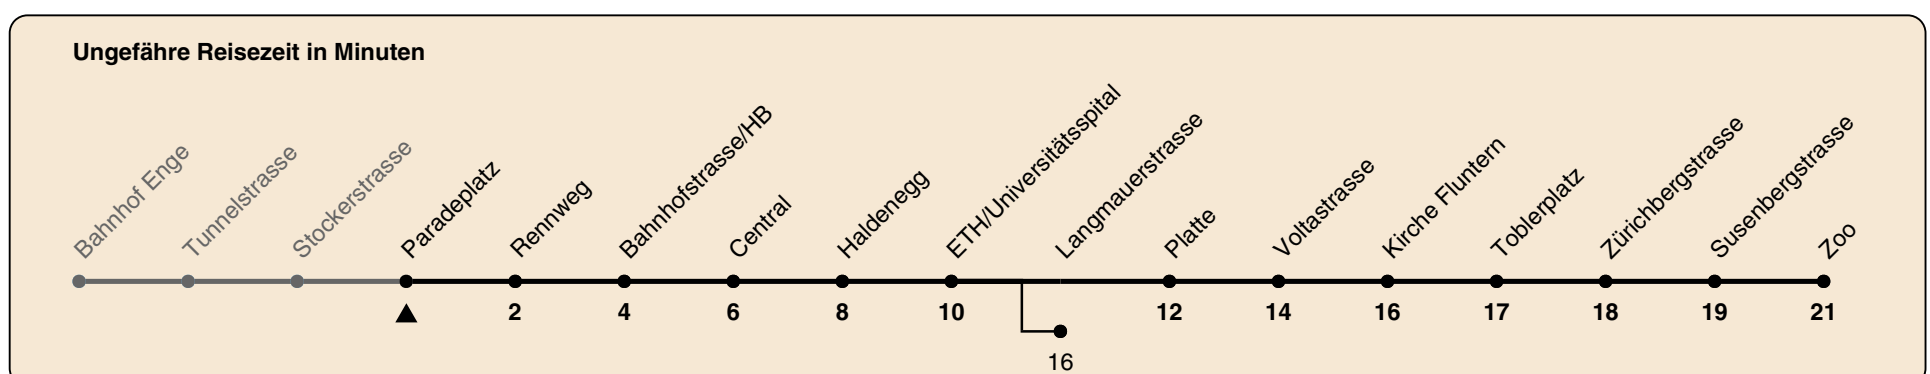 Ungefähre Reisezeit in Minuten
Bahnhof Enge
Tunnelstrasse
Stockerstrasse
Paradeplatz
Rennweg
Bahnhofstrasse/HB
Central
Haldenegg
ETH/Universitätsspital
Langmauerstrasse
Platte
Voltastrasse
Kirche Fluntern
Toblerplatz
Zürichbergstrasse
Susenbergstrasse
Zoo
2 4 6 8 10 12 14 16 17 18 19 21
16